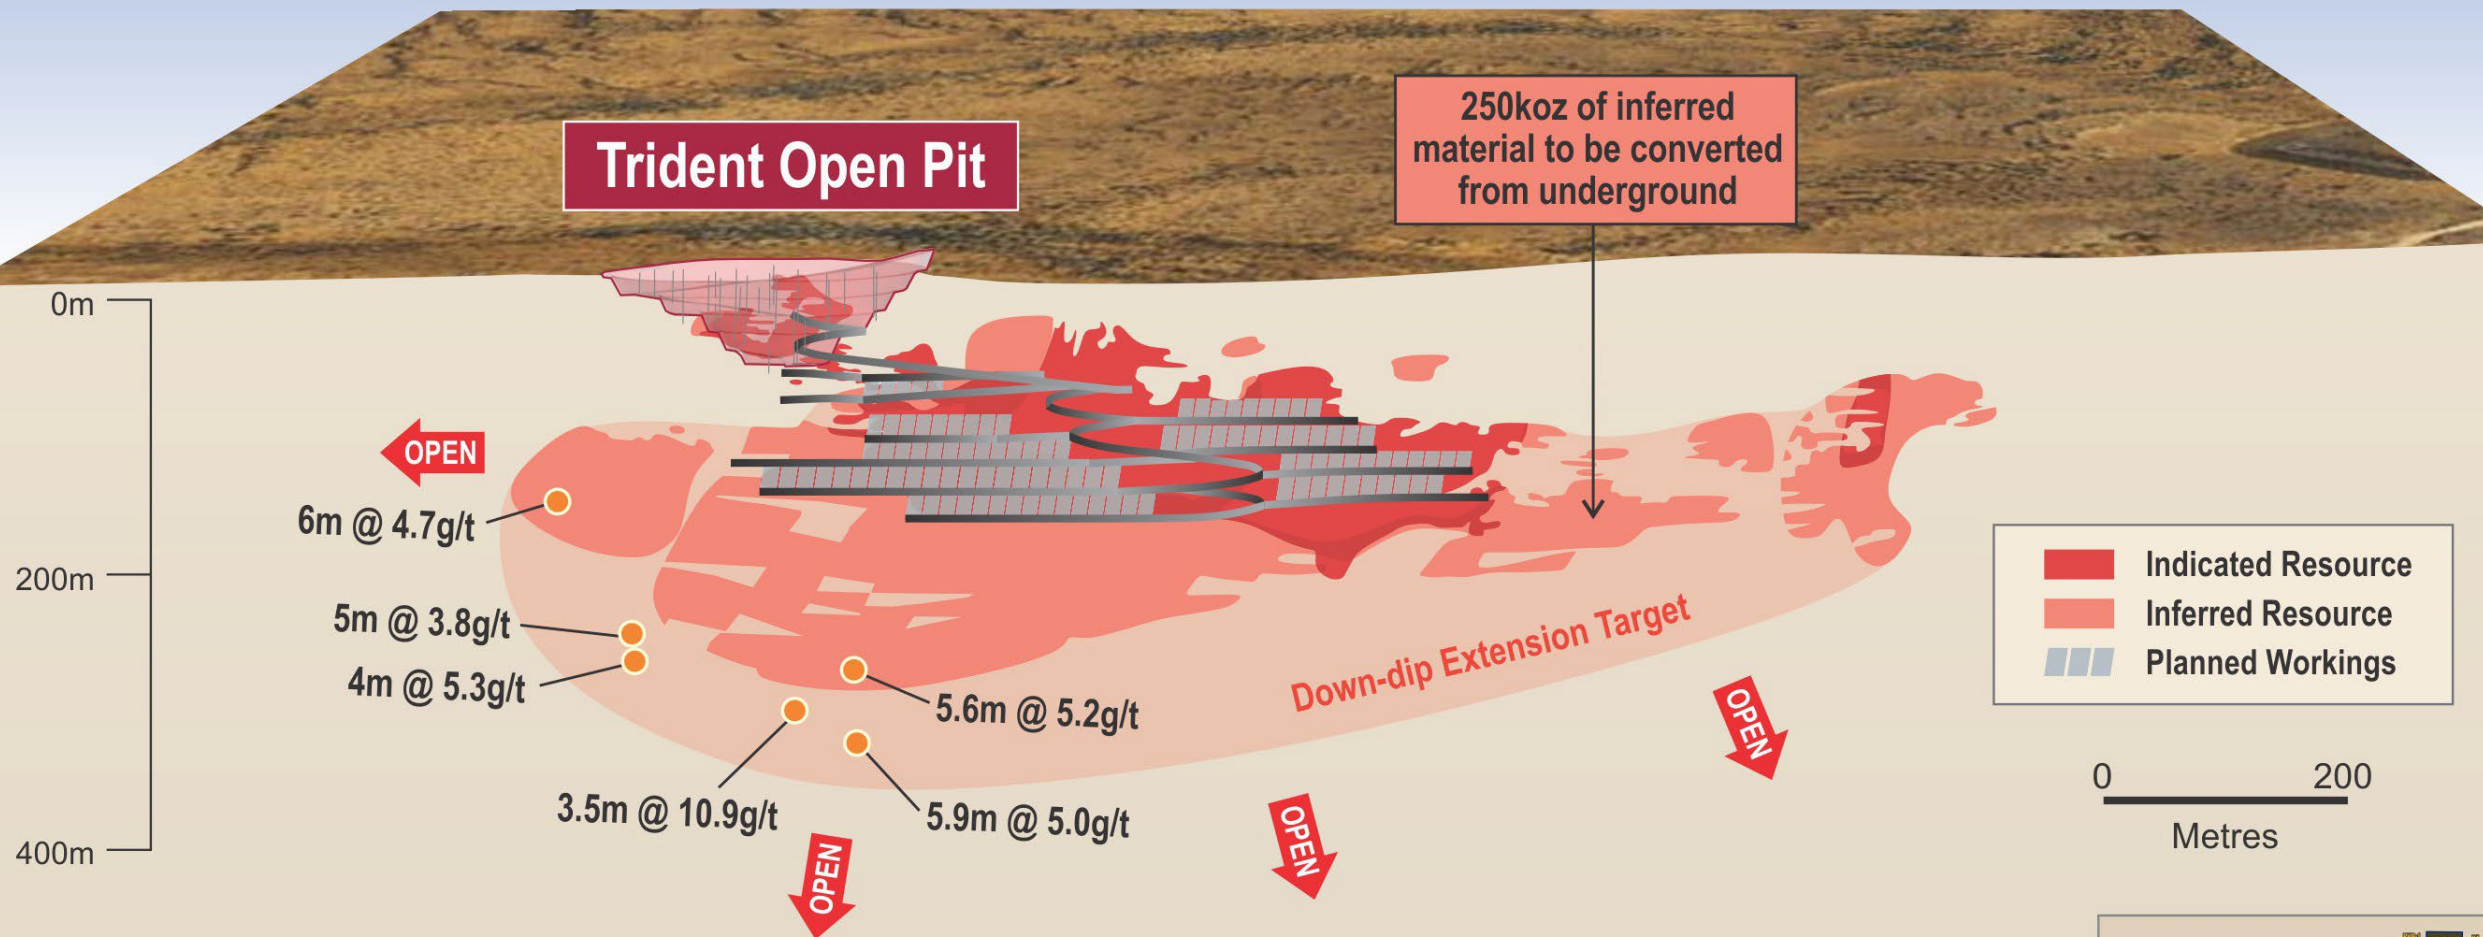 Trident Open Pit
250koz of inferred
material to be converted
from underground
0m
200m
400m
OPEN
6m @ 4.7g/t
5m @ 3.8g/t
4m @ 5.3g/t
5.6m @ 5.2g/t
3.5m @ 10.9g/t
5.9m @ 5.0g/t
Down-dip Extension Target
OPEN
OPEN
OPEN
Indicated Resource
Inferred Resource
Planned Workings
0 200
Metres